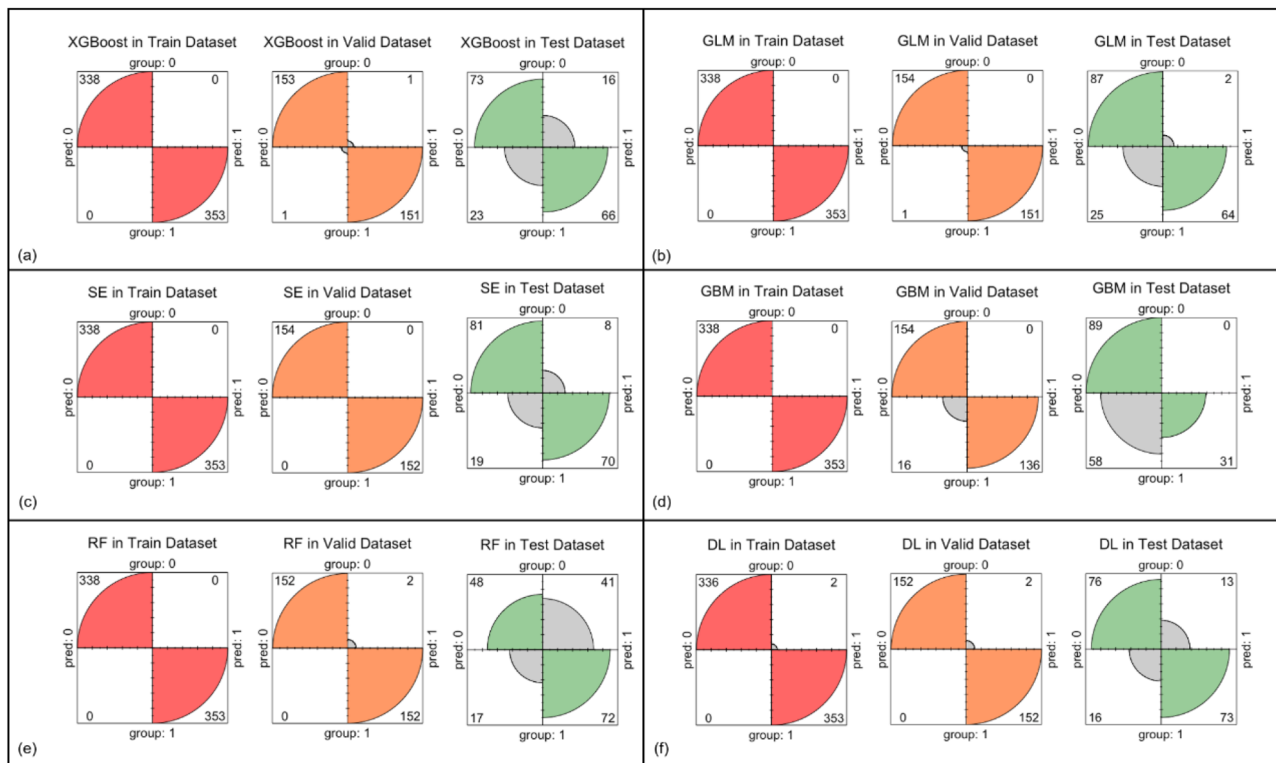 XGBoost in Train Dataset
group: 0
338 0
pred: 0
pred: 1
0 353
group: 1
XGBoost in Valid Dataset
group: 0
153 1
pred: 0
pred: 1
1 151
group: 1
XGBoost in Test Dataset
group: 0
73 16
pred: 0
pred: 1
23 66
group: 1
(a)
GLM in Train Dataset
group: 0
338 0
pred: 0
pred: 1
0 353
group: 1
GLM in Valid Dataset
group: 0
154 0
pred: 0
pred: 1
1 151
group: 1
GLM in Test Dataset
group: 0
87 2
pred: 0
pred: 1
25 64
group: 1
(b)
SE in Train Dataset
group: 0
338 0
pred: 0
pred: 1
0 353
group: 1
SE in Valid Dataset
group: 0
154 0
pred: 0
pred: 1
0 152
group: 1
SE in Test Dataset
group: 0
81 8
pred: 0
pred: 1
19 70
group: 1
(c)
GBM in Train Dataset
group: 0
338 0
pred: 0
pred: 1
0 353
group: 1
GBM in Valid Dataset
group: 0
154 0
pred: 0
pred: 1
16 136
group: 1
GBM in Test Dataset
group: 0
89 0
pred: 0
pred: 1
58 31
group: 1
(d)
RF in Train Dataset
group: 0
338 0
pred: 0
pred: 1
0 353
group: 1
RF in Valid Dataset
group: 0
152 2
pred: 0
pred: 1
0 152
group: 1
RF in Test Dataset
group: 0
48 41
pred: 0
pred: 1
17 72
group: 1
(e)
DL in Train Dataset
group: 0
336 2
pred: 0
pred: 1
0 353
group: 1
DL in Valid Dataset
group: 0
152 2
pred: 0
pred: 1
0 152
group: 1
DL in Test Dataset
group: 0
76 13
pred: 0
pred: 1
16 73
group: 1
(f)